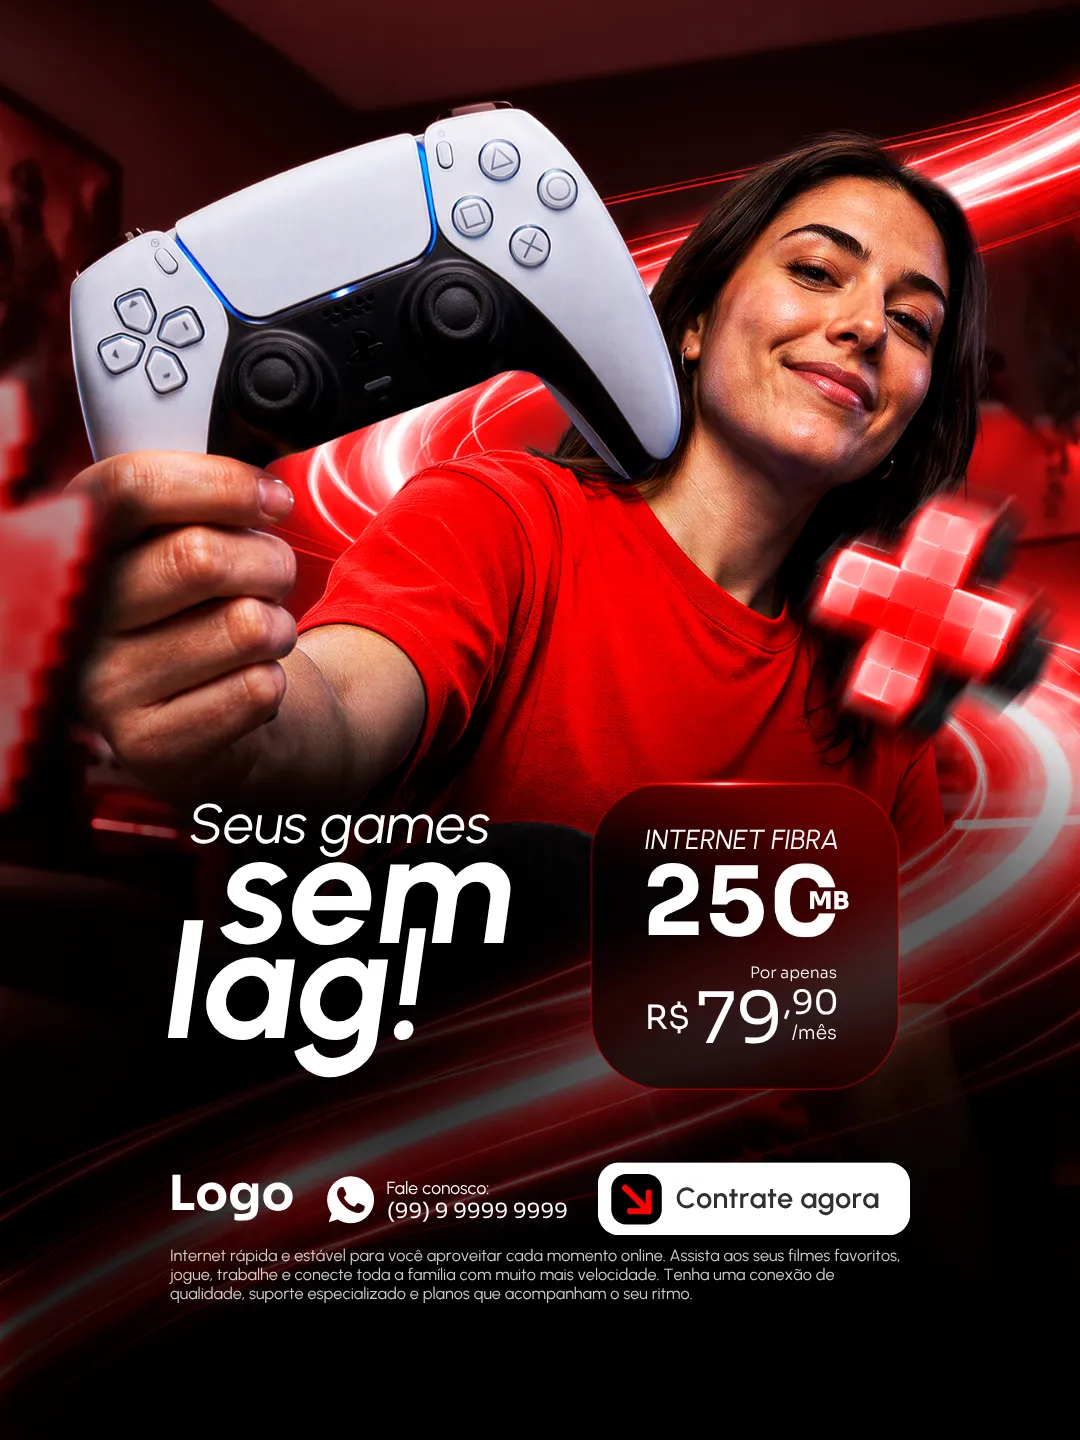 Seus games
sem
lag!
INTERNET FIBRA
250MB
Por apenas
R$79,90
/mês
Logo
Fale conosco:
(99) 9 9999 9999
Contrate agora
Internet rápida e estável para você aproveitar cada momento online. Assista aos seus filmes favoritos,
jogue, trabalhe e conecte toda a família com muito mais velocidade. Tenha uma conexão de
qualidade, suporte especializado e planos que acompanham o seu ritmo.